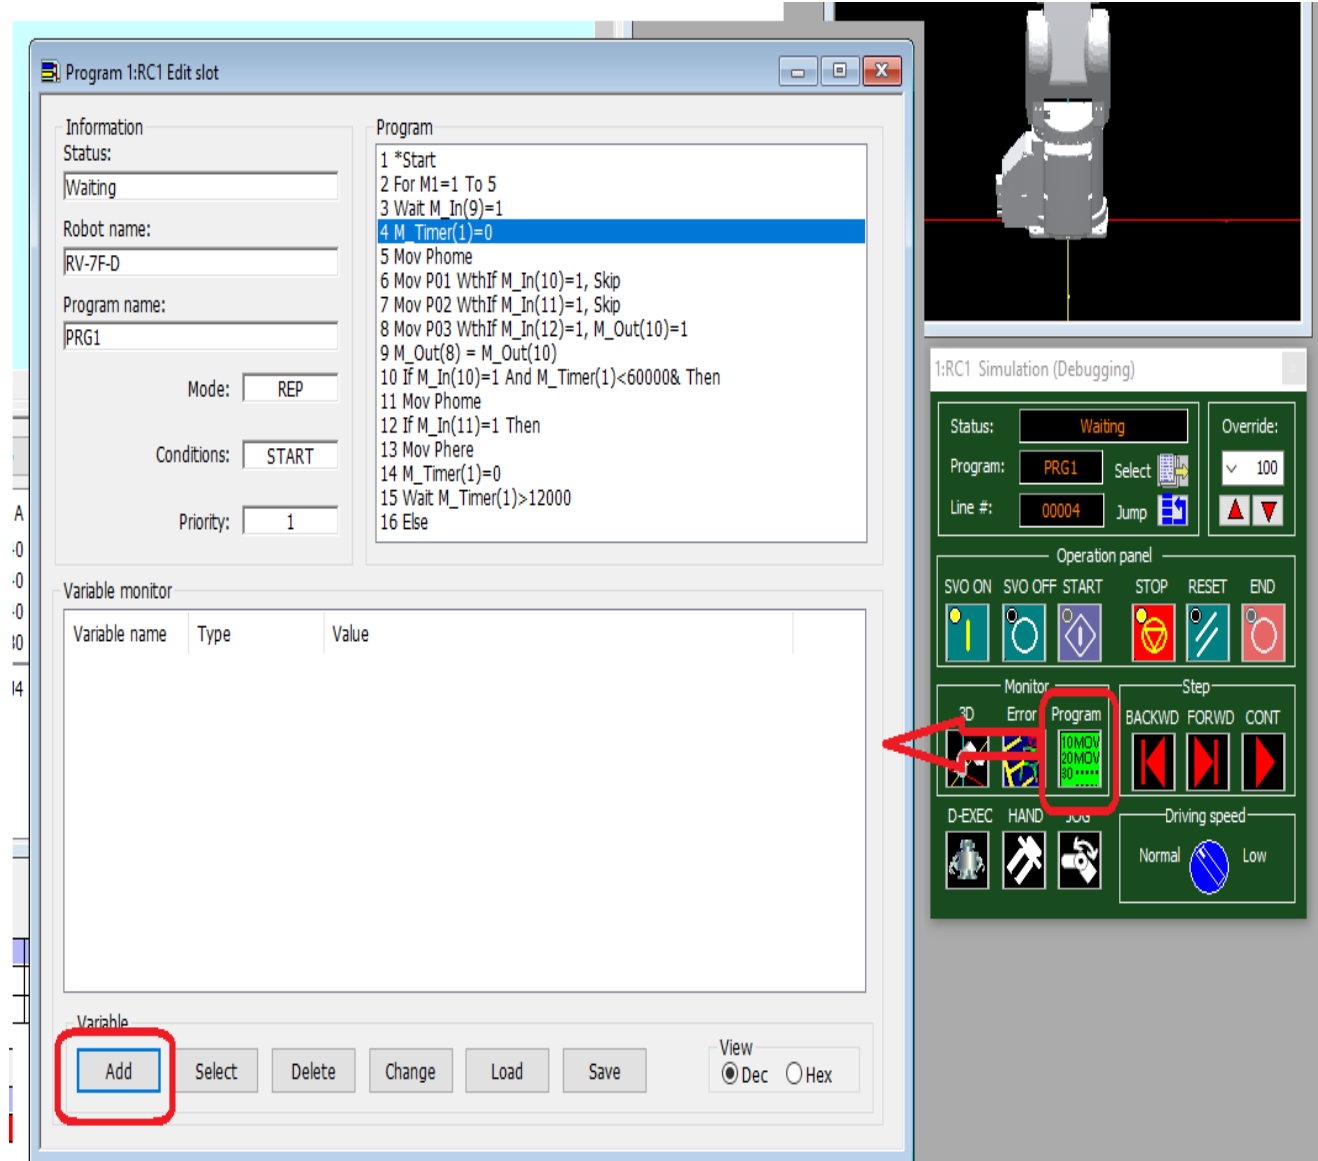 Program 1:RC1 Edit slot
Information
Status:
Waiting
Robot name:
RV-7F-D
Program name:
PRG1
Mode: REP
Conditions: START
Priority: 1
Program
1 *Start
2 For M1=1 To 5
3 Wait M_In(9)=1
4 M_Timer(1)=0
5 Mov Phome
6 Mov P01 WthIf M_In(10)=1, Skip
7 Mov P02 WthIf M_In(11)=1, Skip
8 Mov P03 WthIf M_In(12)=1, M_Out(10)=1
9 M_Out(8) = M_Out(10)
10 If M_In(10)=1 And M_Timer(1)<60000& Then
11 Mov Phome
12 If M_In(11)=1 Then
13 Mov Phere
14 M_Timer(1)=0
15 Wait M_Timer(1)>12000
16 Else
Variable monitor
Variable name Type Value
Variable
Add Select Delete Change Load Save
View
Dec Hex
1:RC1 Simulation (Debugging)
Status: Waiting
Program: PRG1 Select
Line #: 00004 Jump
Override:
100
Operation panel
SVO ON SVO OFF START STOP RESET END
Monitor
3D Error Program
10MOV
20MOV
30
Step
BACKWD FORWD CONT
D-EXEC HAND JOG
Driving speed
Normal Low
A